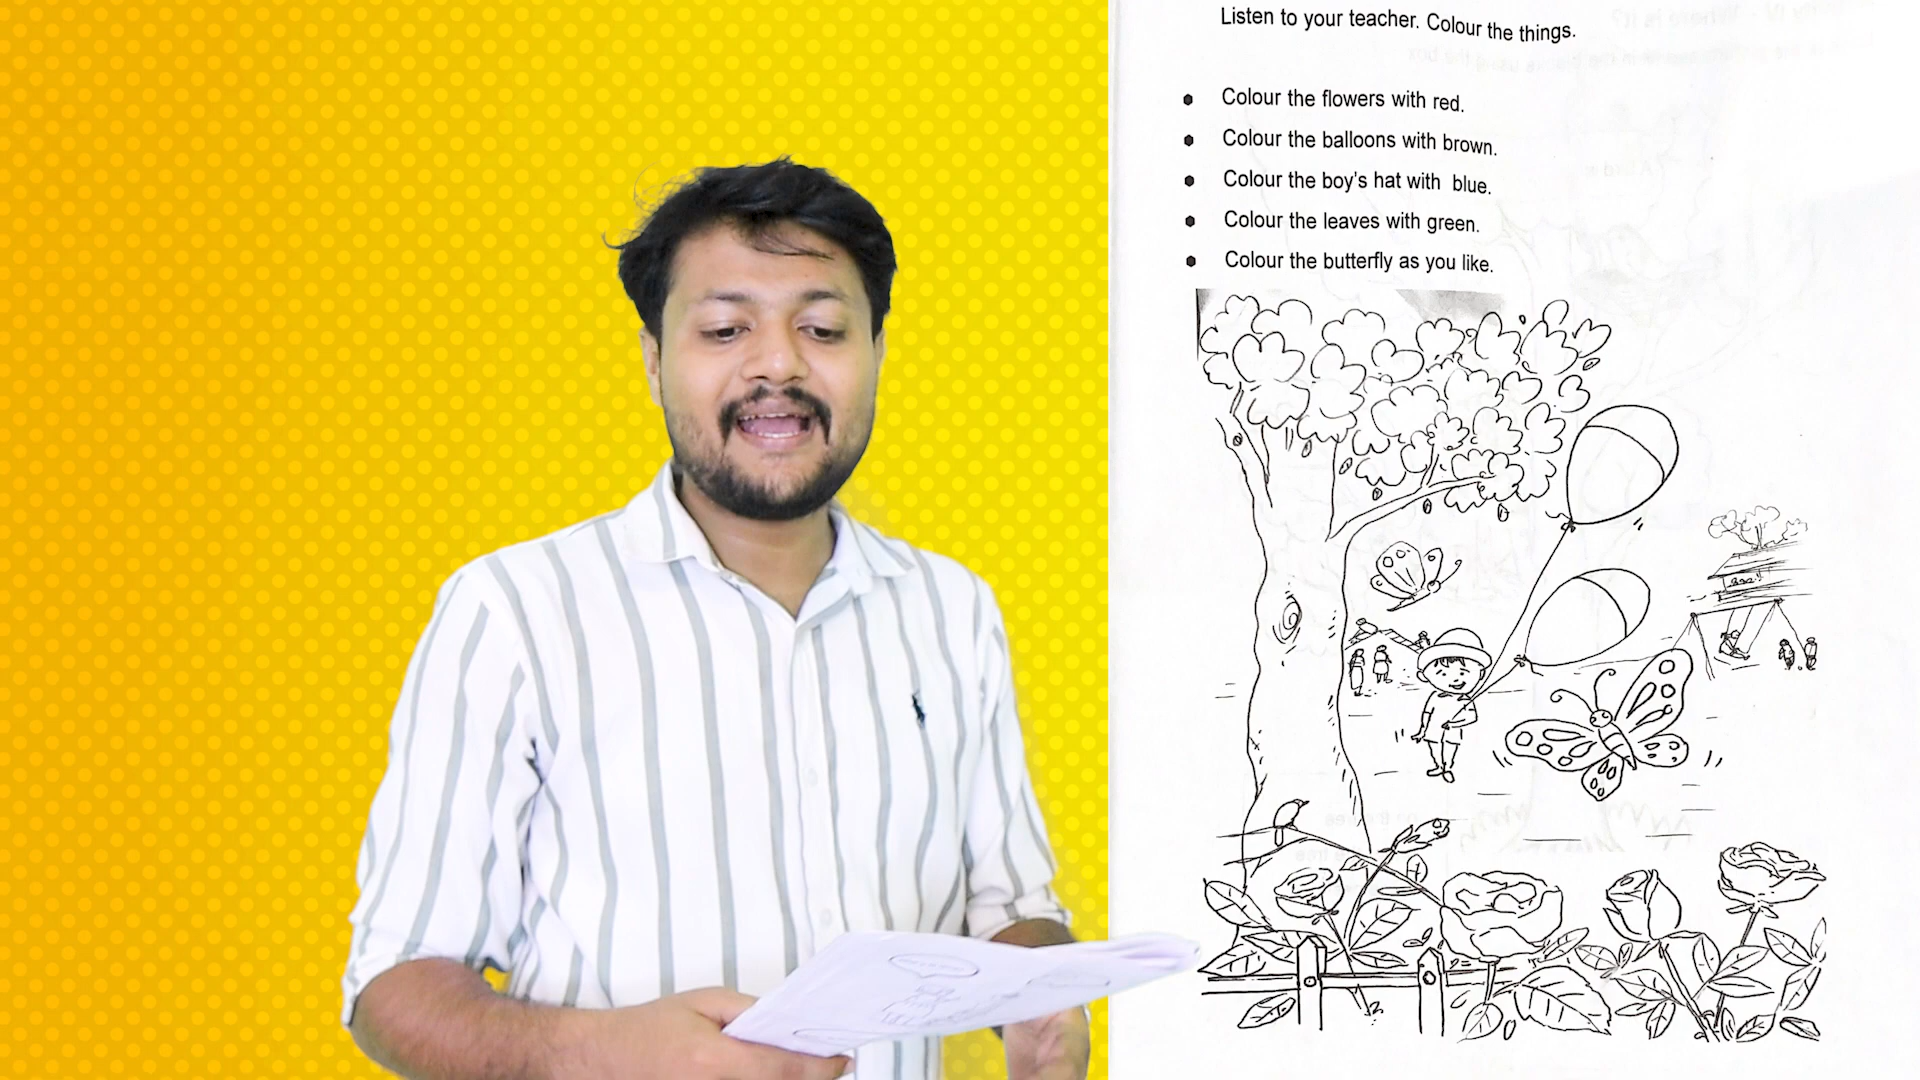 Listen to your teacher. Colour the things.
Colour the flowers with red.
Colour the balloons with brown.
Colour the boy's hat with blue.
Colour the leaves with green.
Colour the butterfly as you like.